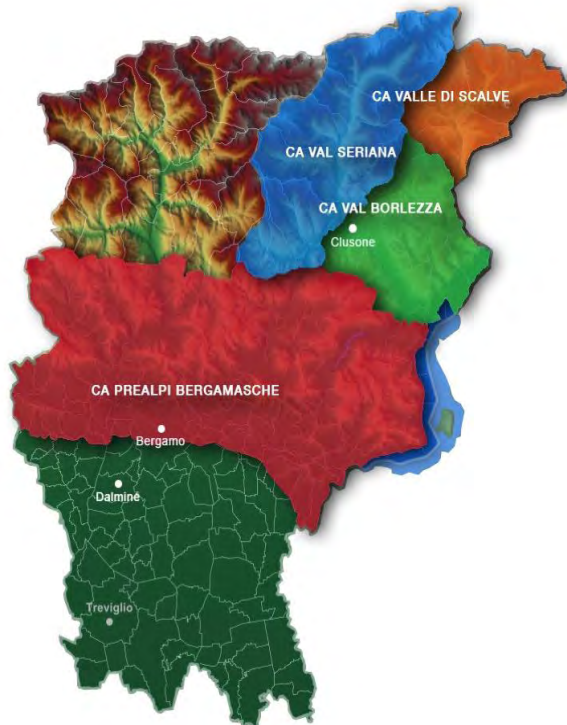 CA VALLE DI SCALVE
CA VAL SERIANA
CA VAL BORLEZZA
Clusone
CA PREALPI BERGAMASCHE
Bergamo
Dalmine
Treviglio